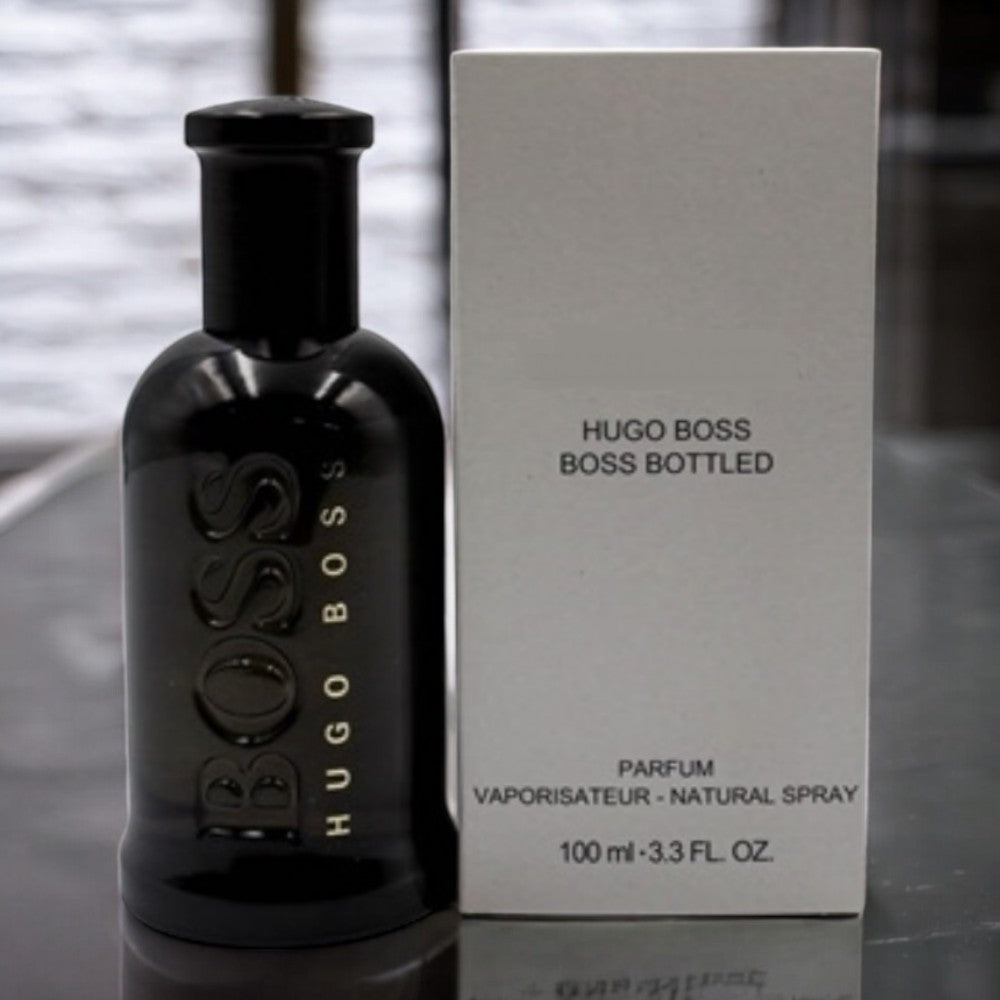 BOSS
HUGO BOSS
HUGO BOSS
BOSS BOTTLED
PARFUM
VAPORISATEUR - NATURAL SPRAY
100 ml · 3.3 FL. OZ.